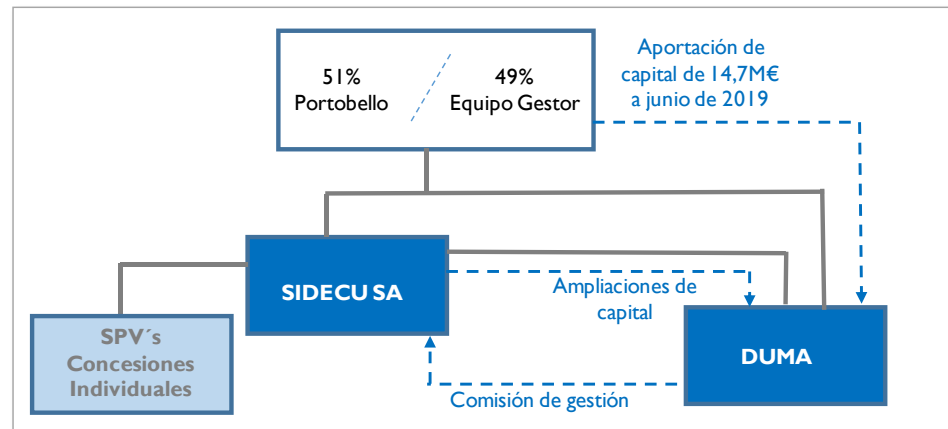 51%
Portobello
49%
Equipo Gestor
Aportación de
capital de 14,7M€
a junio de 2019
SIDECU SA
Ampliaciones de
capital
SPV´s
Concesiones
Individuales
DUMA
Comisión de gestión